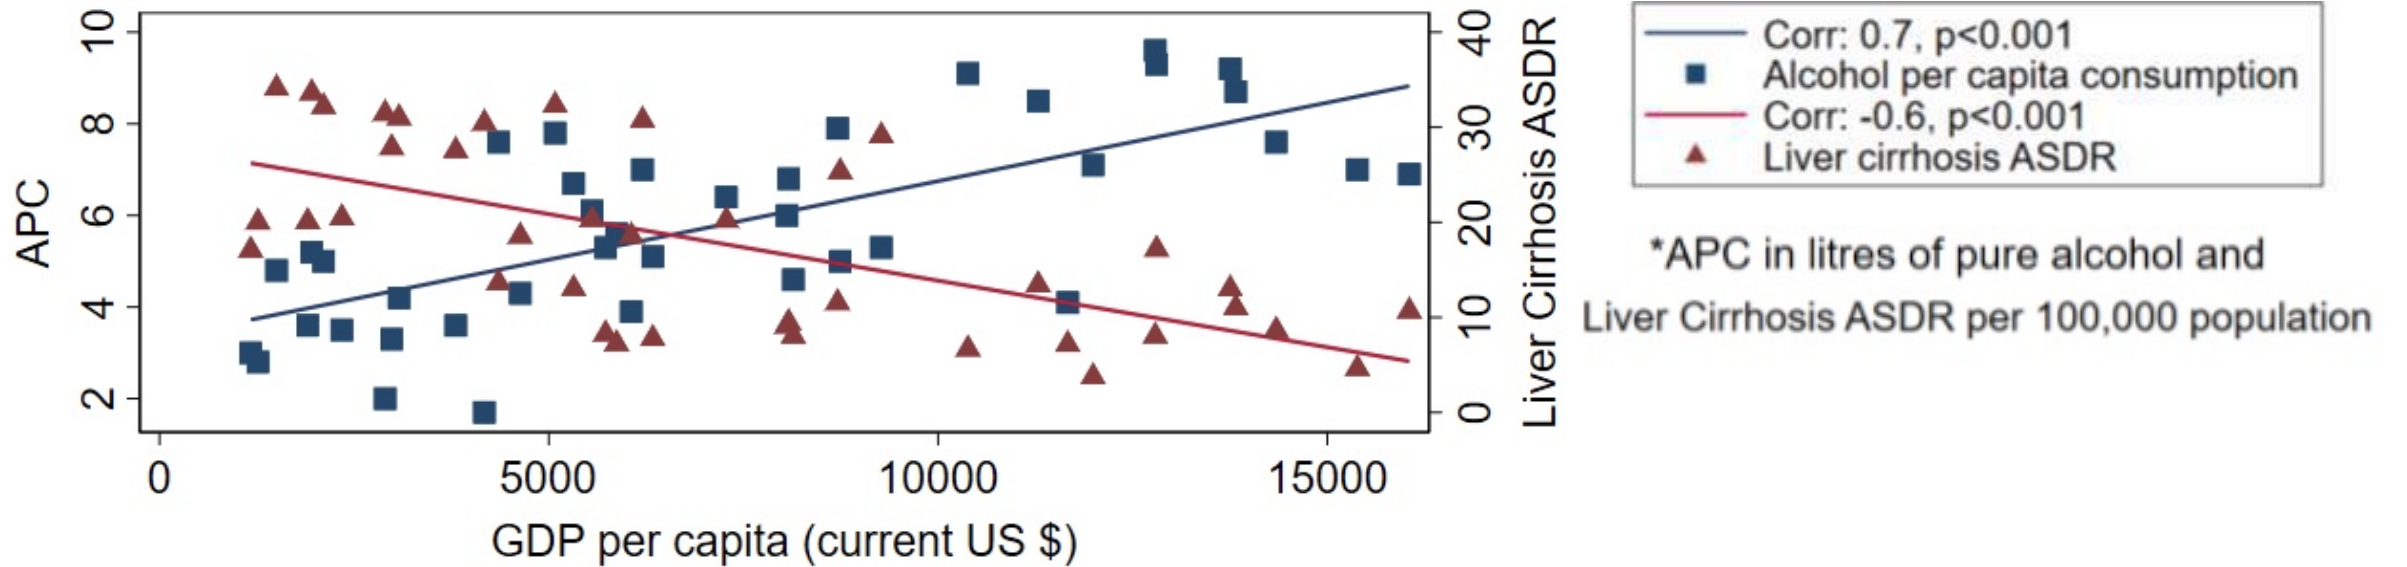 10
8
6
4
2
APC
40
30
20
10
0
Liver Cirrhosis ASDR
0 5000 10000 15000
GDP per capita (current US $)
Corr: 0.7, p<0.001
Alcohol per capita consumption
Corr: -0.6, p<0.001
Liver cirrhosis ASDR
*APC in litres of pure alcohol and
Liver Cirrhosis ASDR per 100,000 population